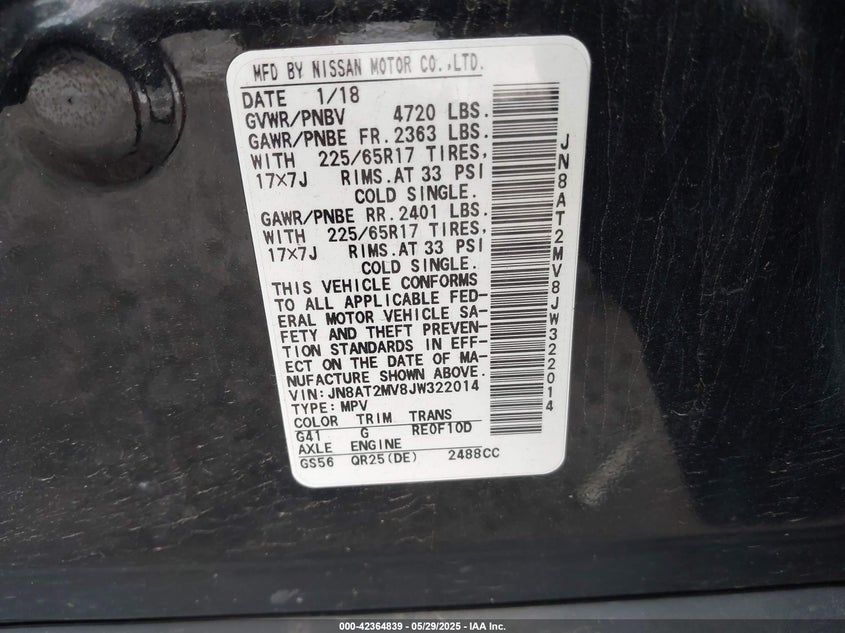 MFD BY NISSAN MOTOR CO.,LTD.
DATE 1/18
GVWR/PNBV 4720 LBS.
GAWR/PNBE FR.2363 LBS.
WITH 225/65R17 TIRES,
17×7J RIMS.AT 33 PSI
COLD SINGLE.
GAWR/PNBE RR.2401 LBS.
WITH 225/65R17 TIRES,
17×7J RIMS.AT 33 PSI
COLD SINGLE.
THIS VEHICLE CONFORMS
TO ALL APPLICABLE FED-
ERAL MOTOR VEHICLE SA-
FETY AND THEFT PREVEN-
TION STANDARDS IN EFF-
ECT ON THE DATE OF MA-
NUFACTURE SHOWN ABOVE.
VIN:JN8AT2MV8JW322014
TYPE:MPV
COLOR TRIM TRANS
G41 G RE0F10D
AXLE ENGINE
GS56 QR25(DE) 2488CC
JN8AT2MV8JW322014
000-42364839 — 05/29/2025 — IAA Inc.